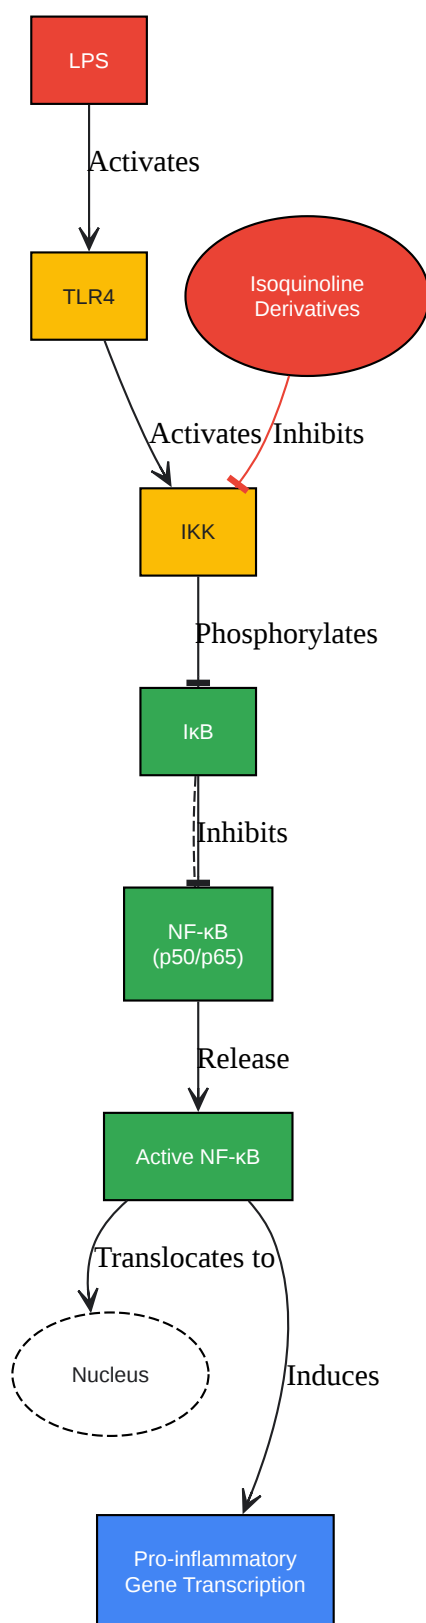 LPS
Activates
TLR4
Isoquinoline
Derivatives
Activates
Inhibits
IKK
Phosphorylates
IκB
Inhibits
NF-κB
(p50/p65)
Release
Active NF-κB
Translocates to
Nucleus
Induces
Pro-inflammatory
Gene Transcription